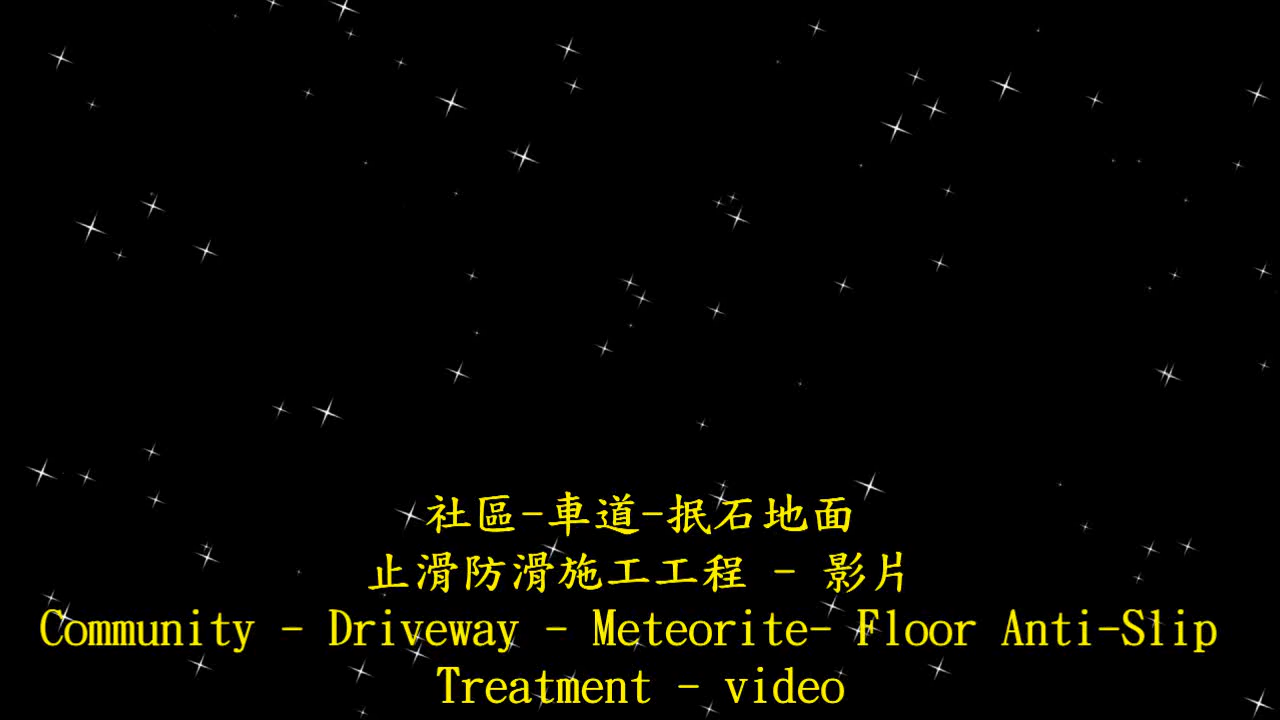 社區-車道-抿石地面
止滑防滑施工工程 - 影片
Community - Driveway - Meteorite- Floor Anti-Slip
Treatment - video